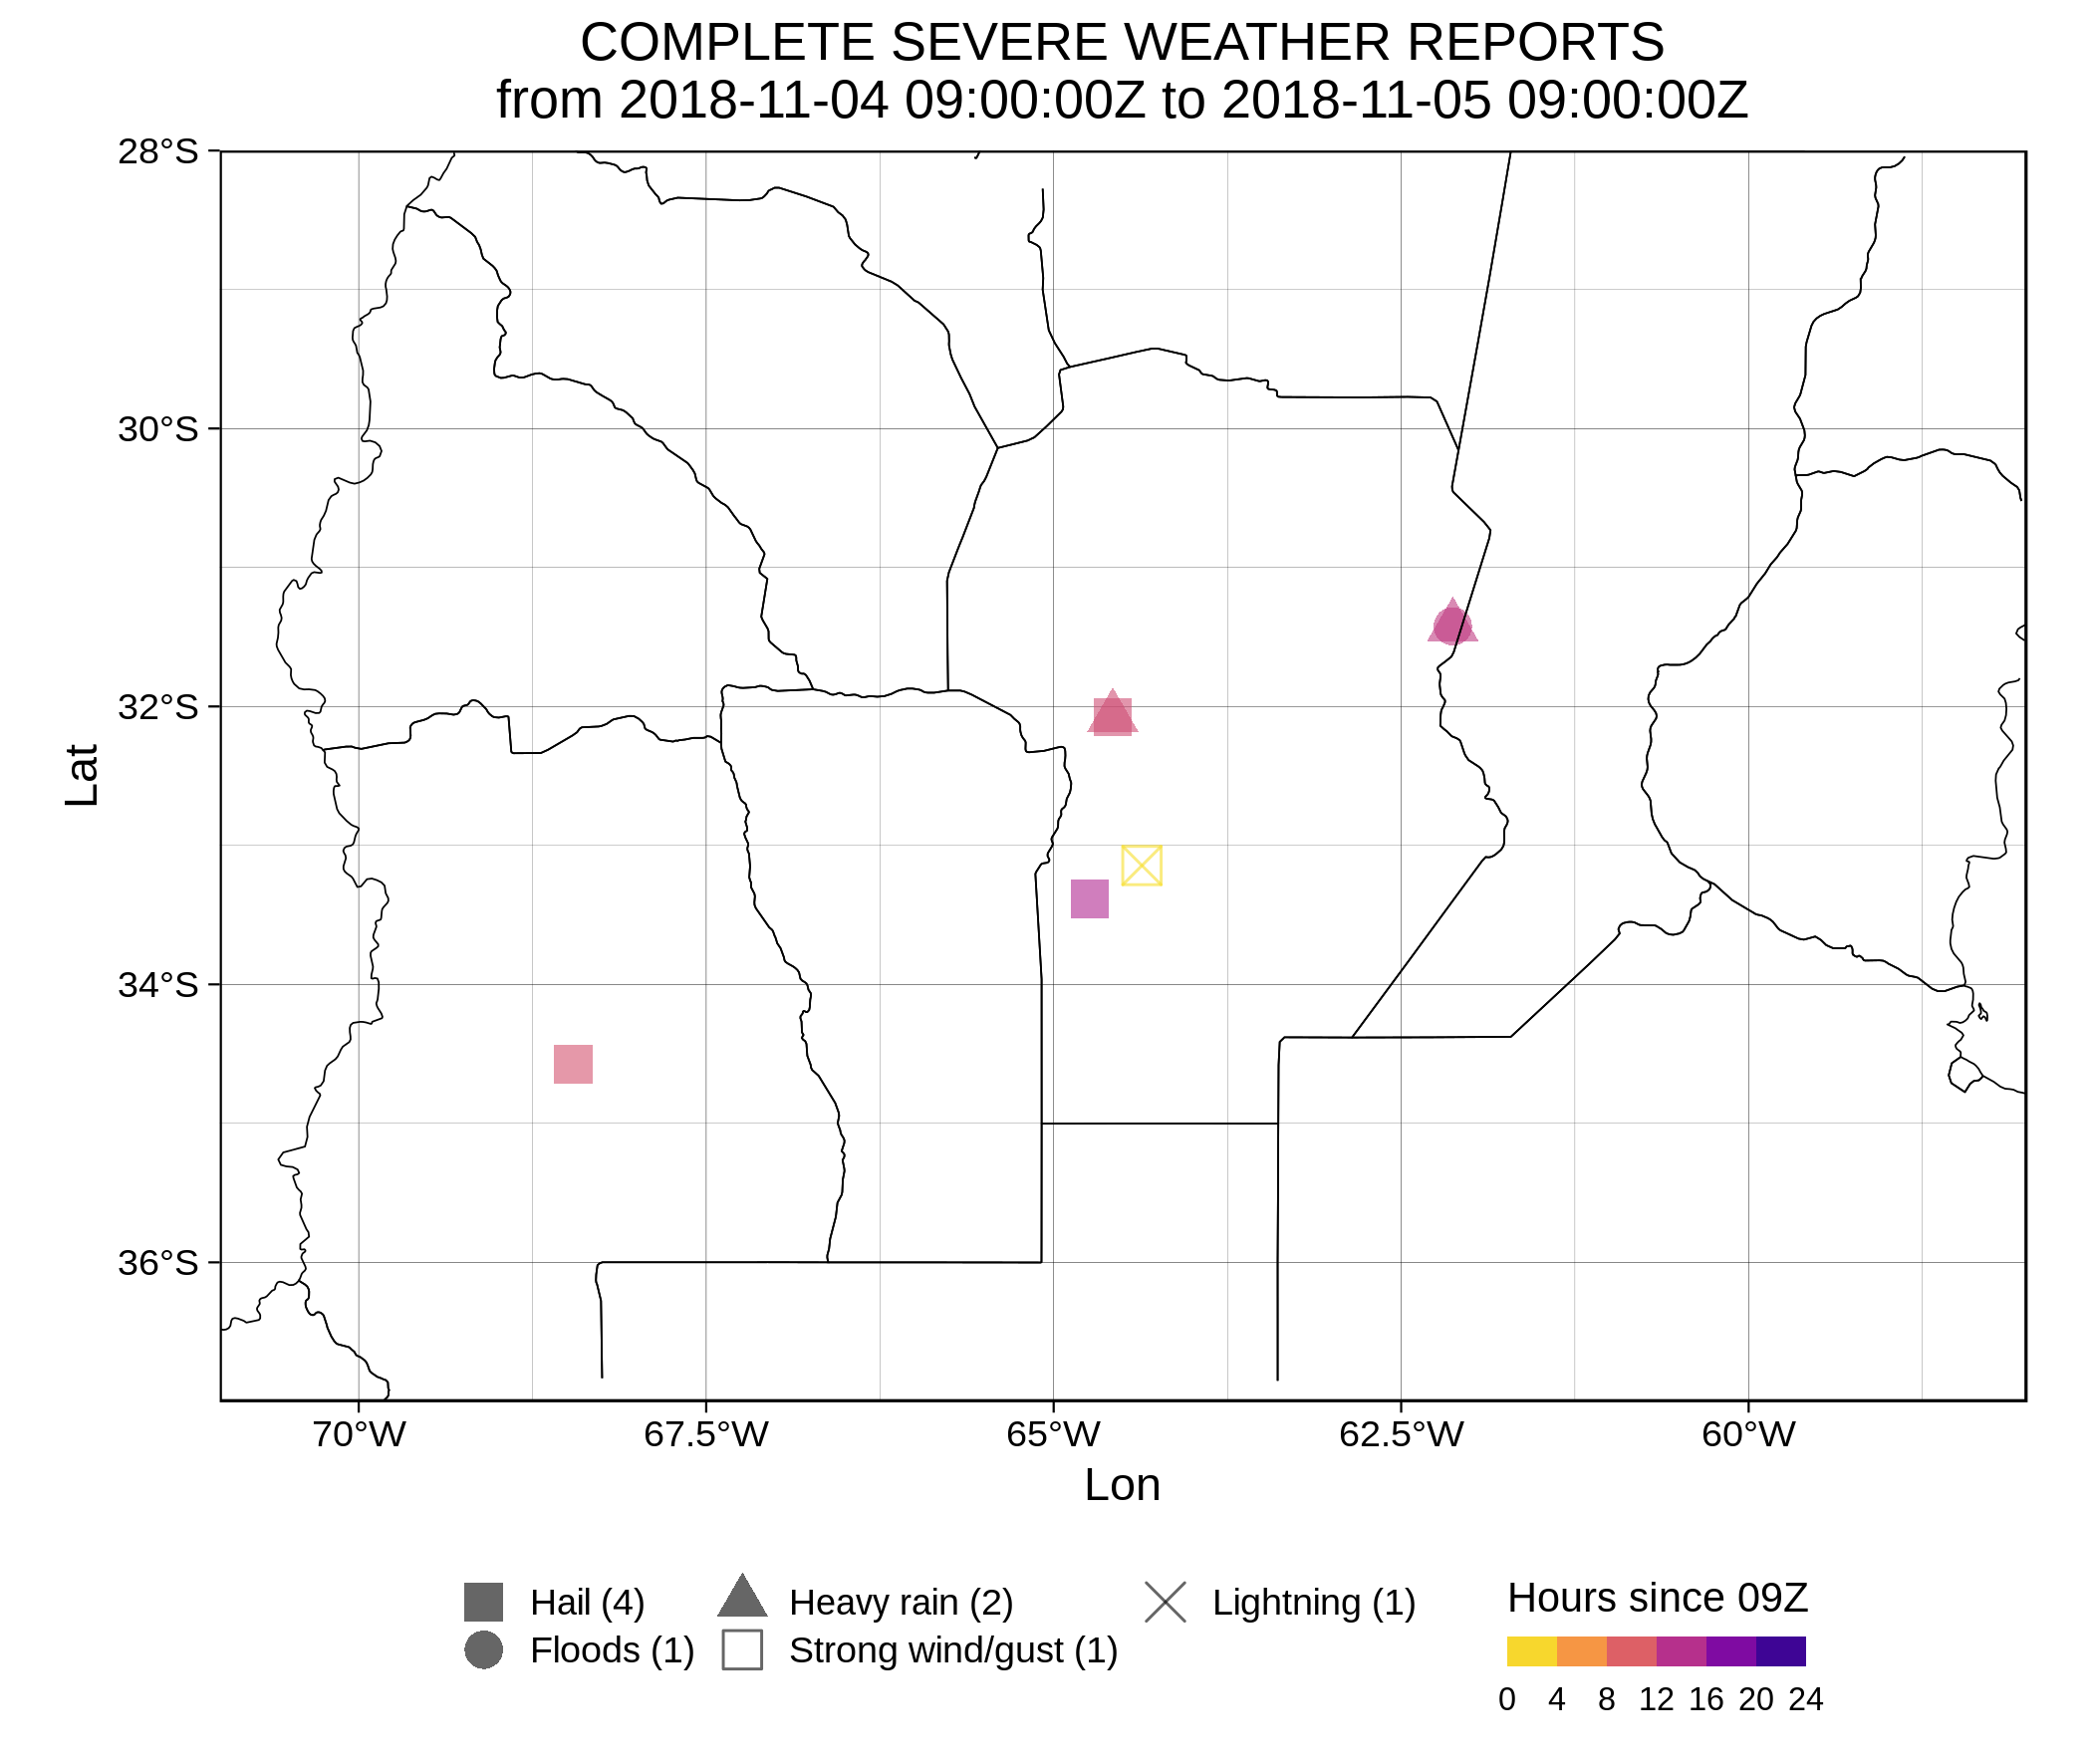 COMPLETE SEVERE WEATHER REPORTS
from 2018-11-04 09:00:00Z to 2018-11-05 09:00:00Z
28°S
30°S
32°S
34°S
36°S
Lat
70°W 67.5°W 65°W 62.5°W 60°W
Lon
Hail (4) Heavy rain (2) Lightning (1)
Floods (1) Strong wind/gust (1)
Hours since 09Z
0 4 8 12 16 20 24